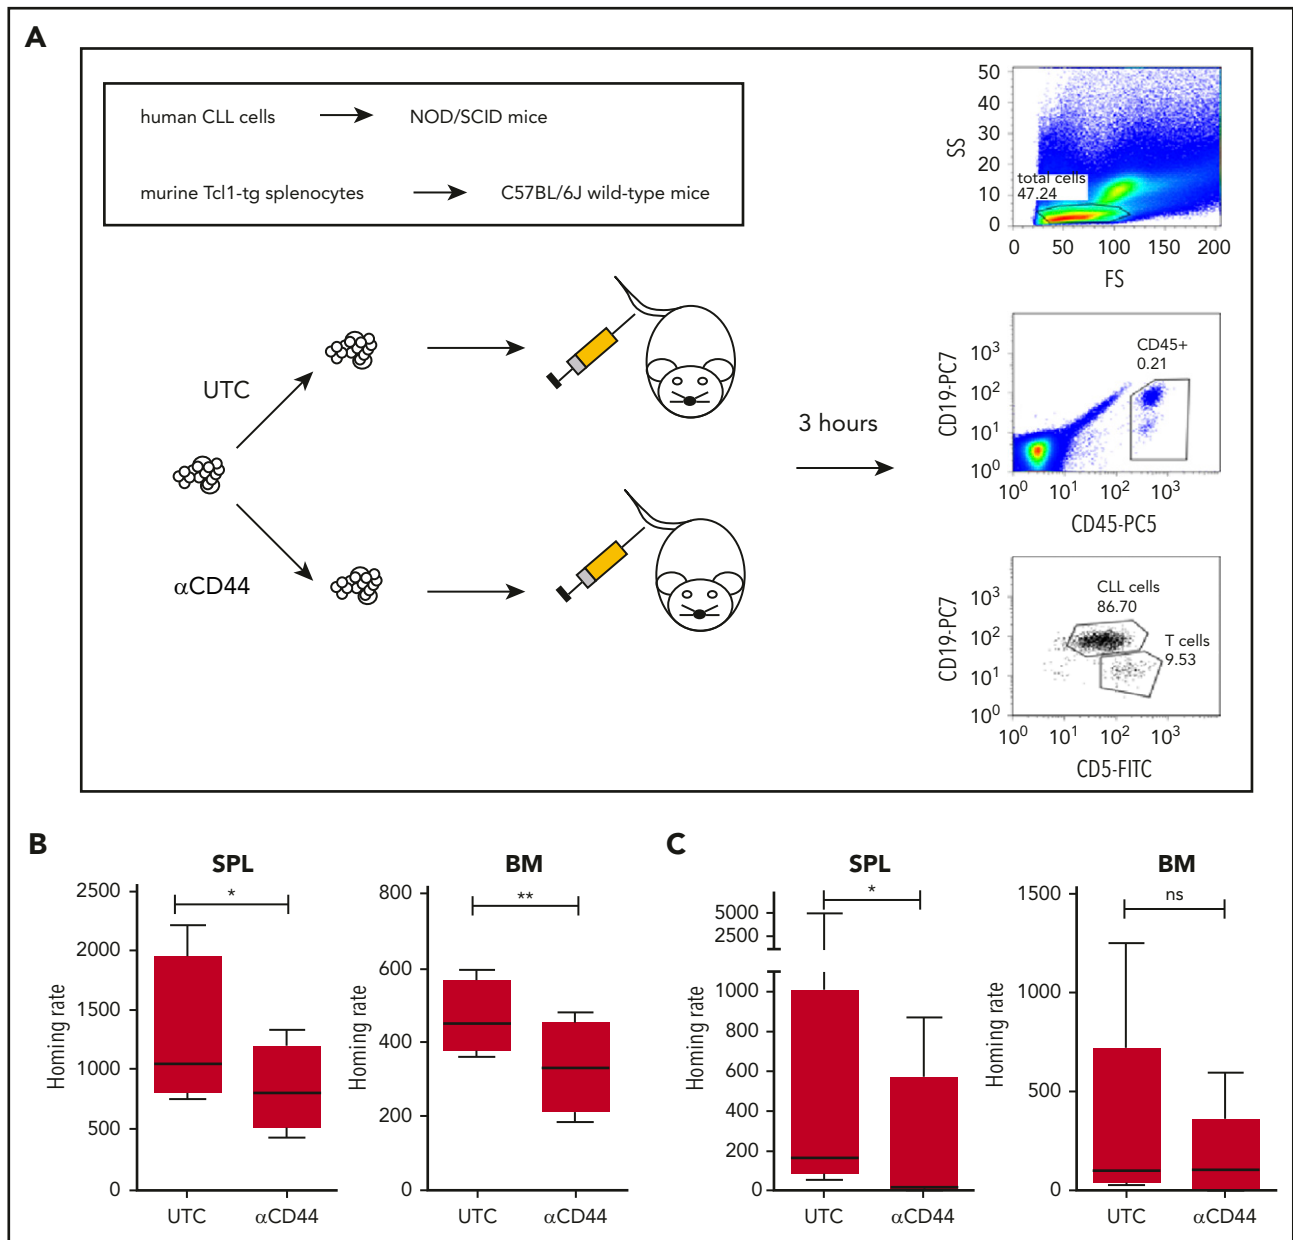 A
human CLL cells
NOD/SCID mice
murine Tcl1-tg splenocytes
C57BL/6J wild-type mice
UTC
αCD44
3 hours
SS
50
40
30
20
10
0
total cells
47.24
0
50
100
150
200
FS
CD19-PC7
10³
10²
10¹
10⁰
CD45+
0.21
10⁰
10¹
10²
10³
CD45-PC5
CD19-PC7
10³
10²
10¹
10⁰
CLL cells
86.70
T cells
9.53
10⁰
10¹
10²
10³
CD5-FITC
B
SPL
Homing rate
2500
2000
1500
1000
500
0
*
UTC
αCD44
BM
Homing rate
800
600
400
200
0
**
UTC
αCD44
C
SPL
Homing rate
5000
2500
1000
800
600
400
200
0
*
UTC
αCD44
BM
Homing rate
1500
1000
500
0
ns
UTC
αCD44